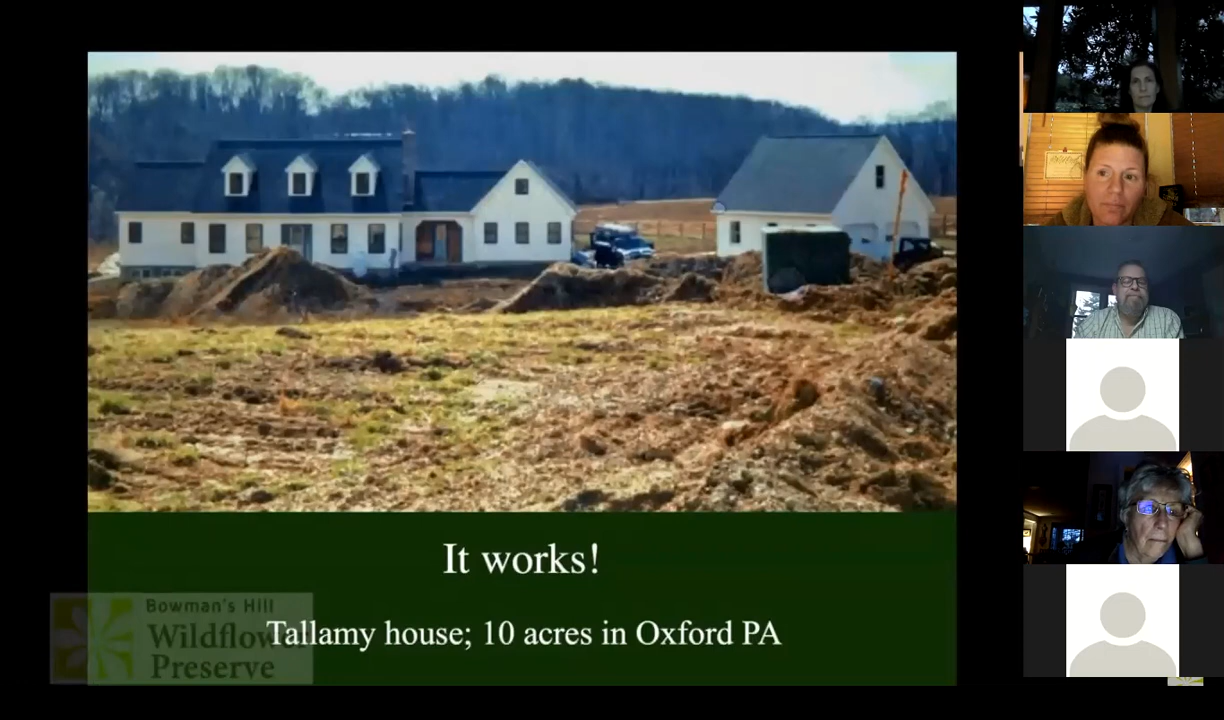 It works!
Tallamy house; 10 acres in Oxford PA
Bowman's Hill
Wildflower
Preserve